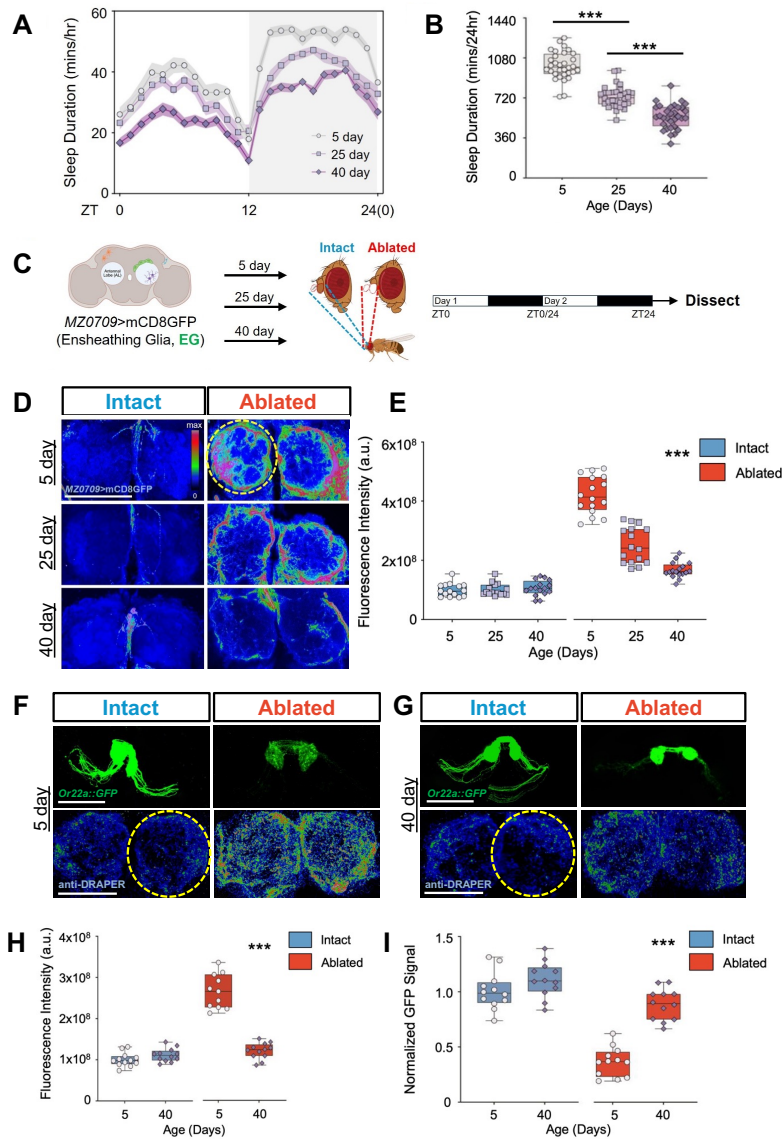 A
Sleep Duration (mins/hr)
60
40
20
0
5 day
25 day
40 day
ZT
0
12
24(0)
B
Sleep Duration (mins/24hr)
1440
1080
720
360
0
***
***
5
25
40
Age (Days)
C
Antennal
Lobe (AL)
MZ0709>mCD8GFP
(Ensheathing Glia, EG)
5 day
25 day
40 day
Intact
Ablated
Day 1
Day 2
ZT0
ZT0/24
ZT24
Dissect
D
Intact
Ablated
5 day
25 day
40 day
max
0
MZ0709>mCD8GFP
E
Fluorescence Intensity (a.u.)
6x10⁸
4x10⁸
2x10⁸
0
***
Intact
Ablated
5
25
40
5
25
40
Age (Days)
F
Intact
Ablated
5 day
Or22a::GFP
anti-DRAPER
G
Intact
Ablated
40 day
Or22a::GFP
anti-DRAPER
H
Fluorescence Intensity (a.u.)
4x10⁸
3x10⁸
2x10⁸
1x10⁸
0
***
Intact
Ablated
5
40
5
40
Age (Days)
I
Normalized GFP Signal
1.5
1.0
0.5
0
***
Intact
Ablated
5
40
5
40
Age (Days)